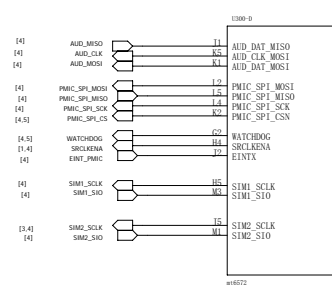 U300-D
[4] AUD_MISO J1 AUD_DAT_MISO
[4] AUD_CLK K5 AUD_CLK_MOSI
[4] AUD_MOSI K1 AUD_DAT_MOSI
[4] PMIC_SPI_MOSI L2 PMIC_SPI_MOSI
[4] PMIC_SPI_MISO L5 PMIC_SPI_MISO
[4] PMIC_SPI_SCK L4 PMIC_SPI_SCK
[4,5] PMIC_SPI_CS K2 PMIC_SPI_CSN
[4,5] WATCHDOG G2 WATCHDOG
[1,4] SRCLKENA H4 SRCLKENA
[4] EINT_PMIC J2 EINTX
[4] SIM1_SCLK H5 SIM1_SCLK
[4] SIM1_SIO M3 SIM1_SIO
[3,4] SIM2_SCLK J5 SIM2_SCLK
[4] SIM2_SIO M1 SIM2_SIO
mt6572